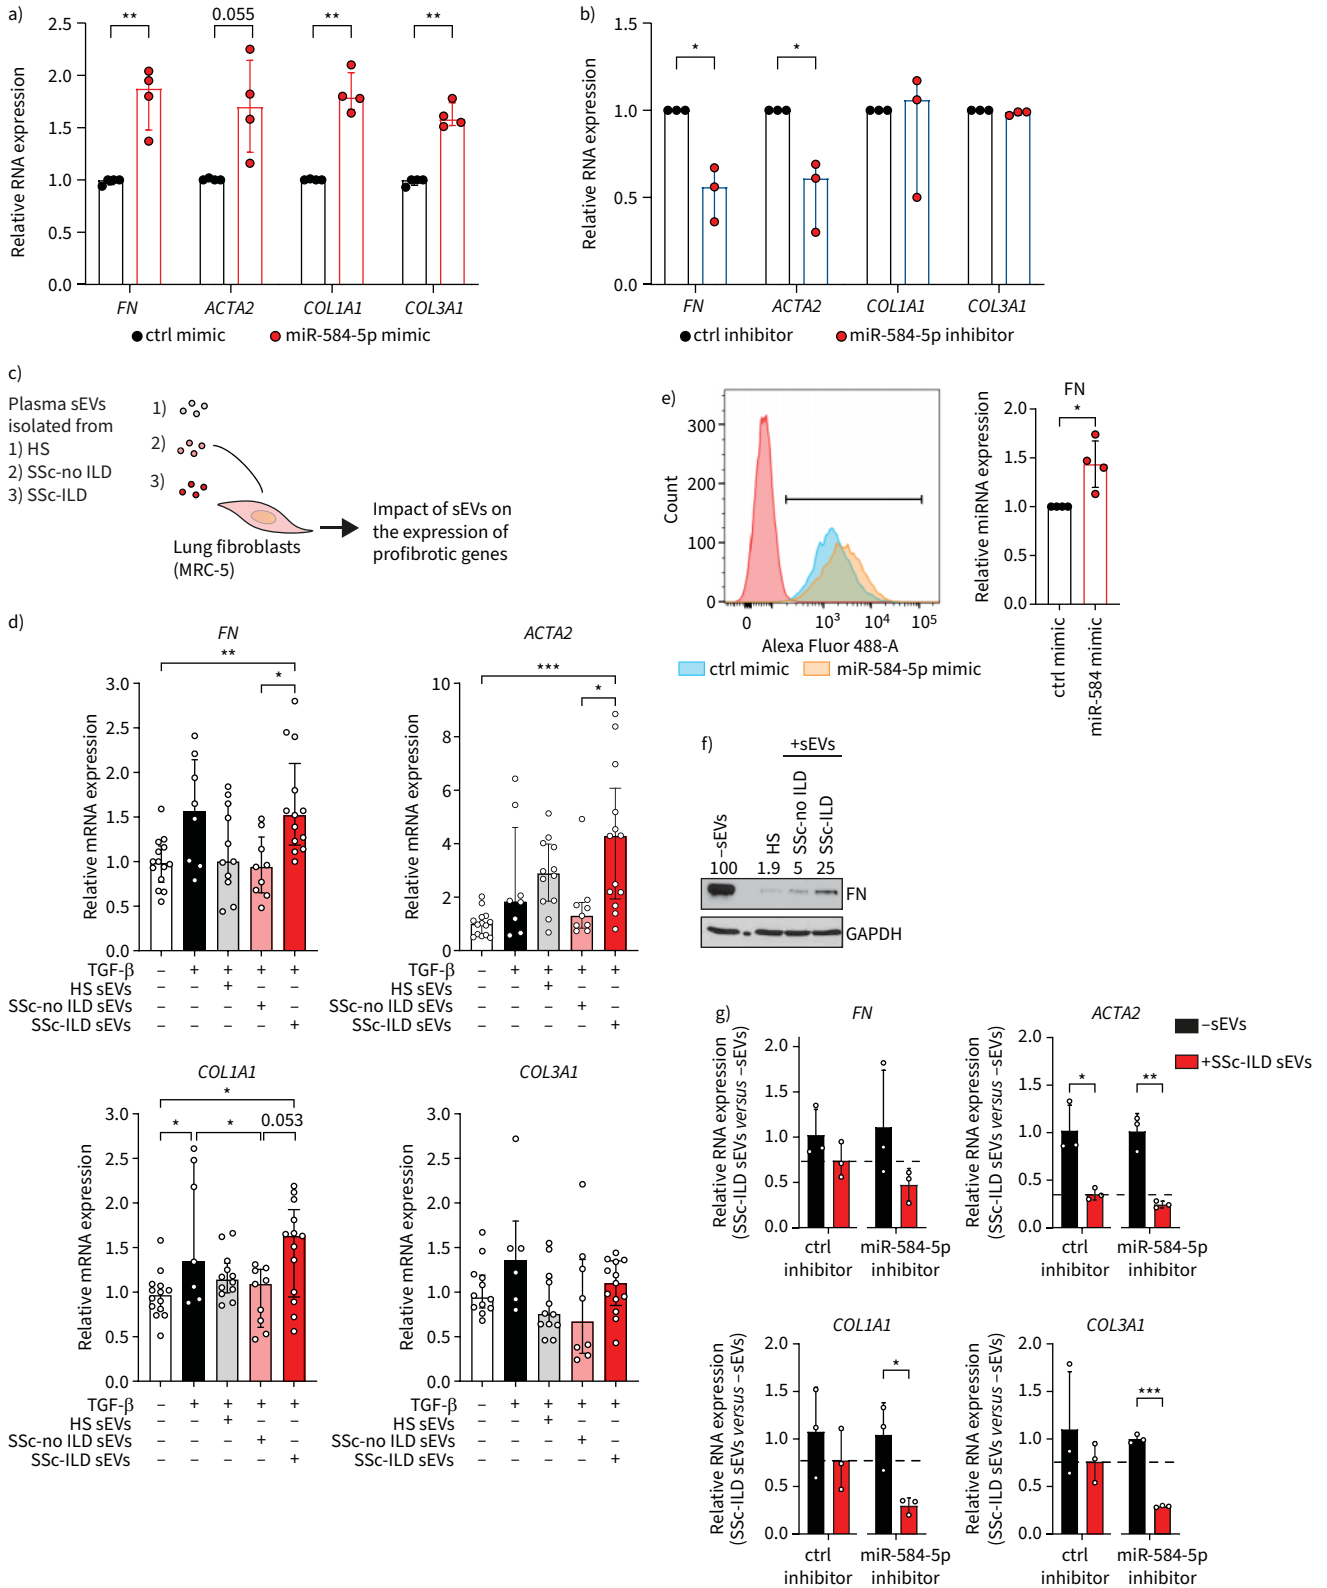 a)
2.5
2.0
1.5
1.0
0.5
0.0
Relative RNA expression
**
0.055
**
**
FN
ACTA2
COL1A1
COL3A1
ctrl mimic
miR-584-5p mimic
b)
1.5
1.0
0.5
0.0
Relative RNA expression
*
*
FN
ACTA2
COL1A1
COL3A1
ctrl inhibitor
miR-584-5p inhibitor
c)
Plasma sEVs
isolated from
1) HS
2) SSc-no ILD
3) SSc-ILD
1)
2)
3)
Lung fibroblasts
(MRC-5)
Impact of sEVs on
the expression of
profibrotic genes
e)
300
200
100
0
Count
0
10³
10⁴
10⁵
Alexa Fluor 488-A
ctrl mimic
miR-584-5p mimic
FN
*
2.0
1.5
1.0
0.5
0.0
Relative miRNA expression
ctrl mimic
miR-584 mimic
d)
FN
**
*
3.0
2.5
2.0
1.5
1.0
0.5
0.0
Relative mRNA expression
TGF-β – + + + +
HS sEVs – – + – –
SSc-no ILD sEVs – – – + –
SSc-ILD sEVs – – – – +
ACTA2
***
*
10
8
6
4
2
0
Relative mRNA expression
TGF-β – + + + +
HS sEVs – – + – –
SSc-no ILD sEVs – – – + –
SSc-ILD sEVs – – – – +
COL1A1
*
*
*
0.053
3.0
2.5
2.0
1.5
1.0
0.5
0.0
Relative mRNA expression
TGF-β – + + + +
HS sEVs – – + – –
SSc-no ILD sEVs – – – + –
SSc-ILD sEVs – – – – +
COL3A1
3.0
2.5
2.0
1.5
1.0
0.5
0.0
Relative mRNA expression
TGF-β – + + + +
HS sEVs – – + – –
SSc-no ILD sEVs – – – + –
SSc-ILD sEVs – – – – +
f)
+sEVs
–sEVs
HS
SSc-no ILD
SSc-ILD
100 1.9 5 25
FN
GAPDH
g)
FN
2.0
1.5
1.0
0.5
0.0
Relative RNA expression
(SSc-ILD sEVs versus –sEVs)
ctrl
inhibitor
miR-584-5p
inhibitor
ACTA2
*
**
2.0
1.5
1.0
0.5
0.0
Relative RNA expression
(SSc-ILD sEVs versus –sEVs)
ctrl
inhibitor
miR-584-5p
inhibitor
–sEVs
+SSc-ILD sEVs
COL1A1
*
2.0
1.5
1.0
0.5
0.0
Relative RNA expression
(SSc-ILD sEVs versus –sEVs)
ctrl
inhibitor
miR-584-5p
inhibitor
COL3A1
***
2.0
1.5
1.0
0.5
0.0
Relative RNA expression
(SSc-ILD sEVs versus –sEVs)
ctrl
inhibitor
miR-584-5p
inhibitor